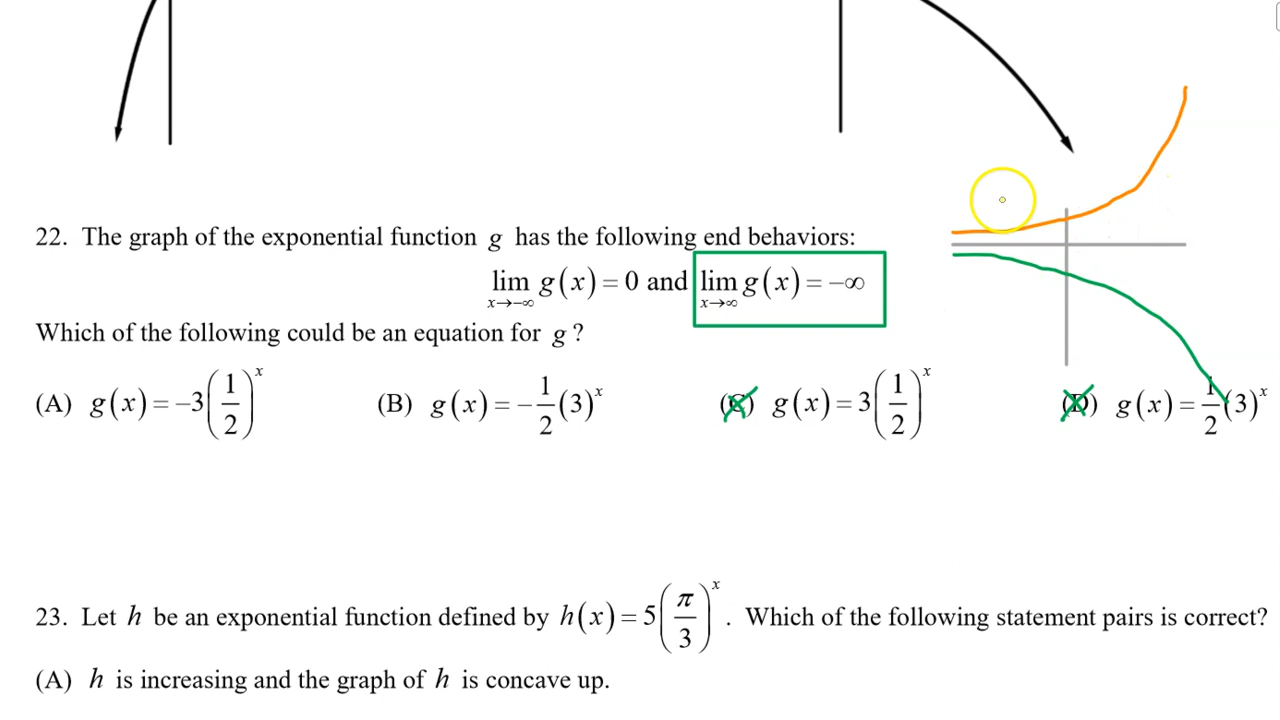 22. The graph of the exponential function g has the following end behaviors:
lim x→−∞ g(x) = 0 and lim x→∞ g(x) = −∞
Which of the following could be an equation for g?
(A) g(x) = −3(1/2)^x (B) g(x) = −1/2(3)^x (C) g(x) = 3(1/2)^x (D) g(x) = 1/2(3)^x
23. Let h be an exponential function defined by h(x) = 5(π/3)^x. Which of the following statement pairs is correct?
(A) h is increasing and the graph of h is concave up.